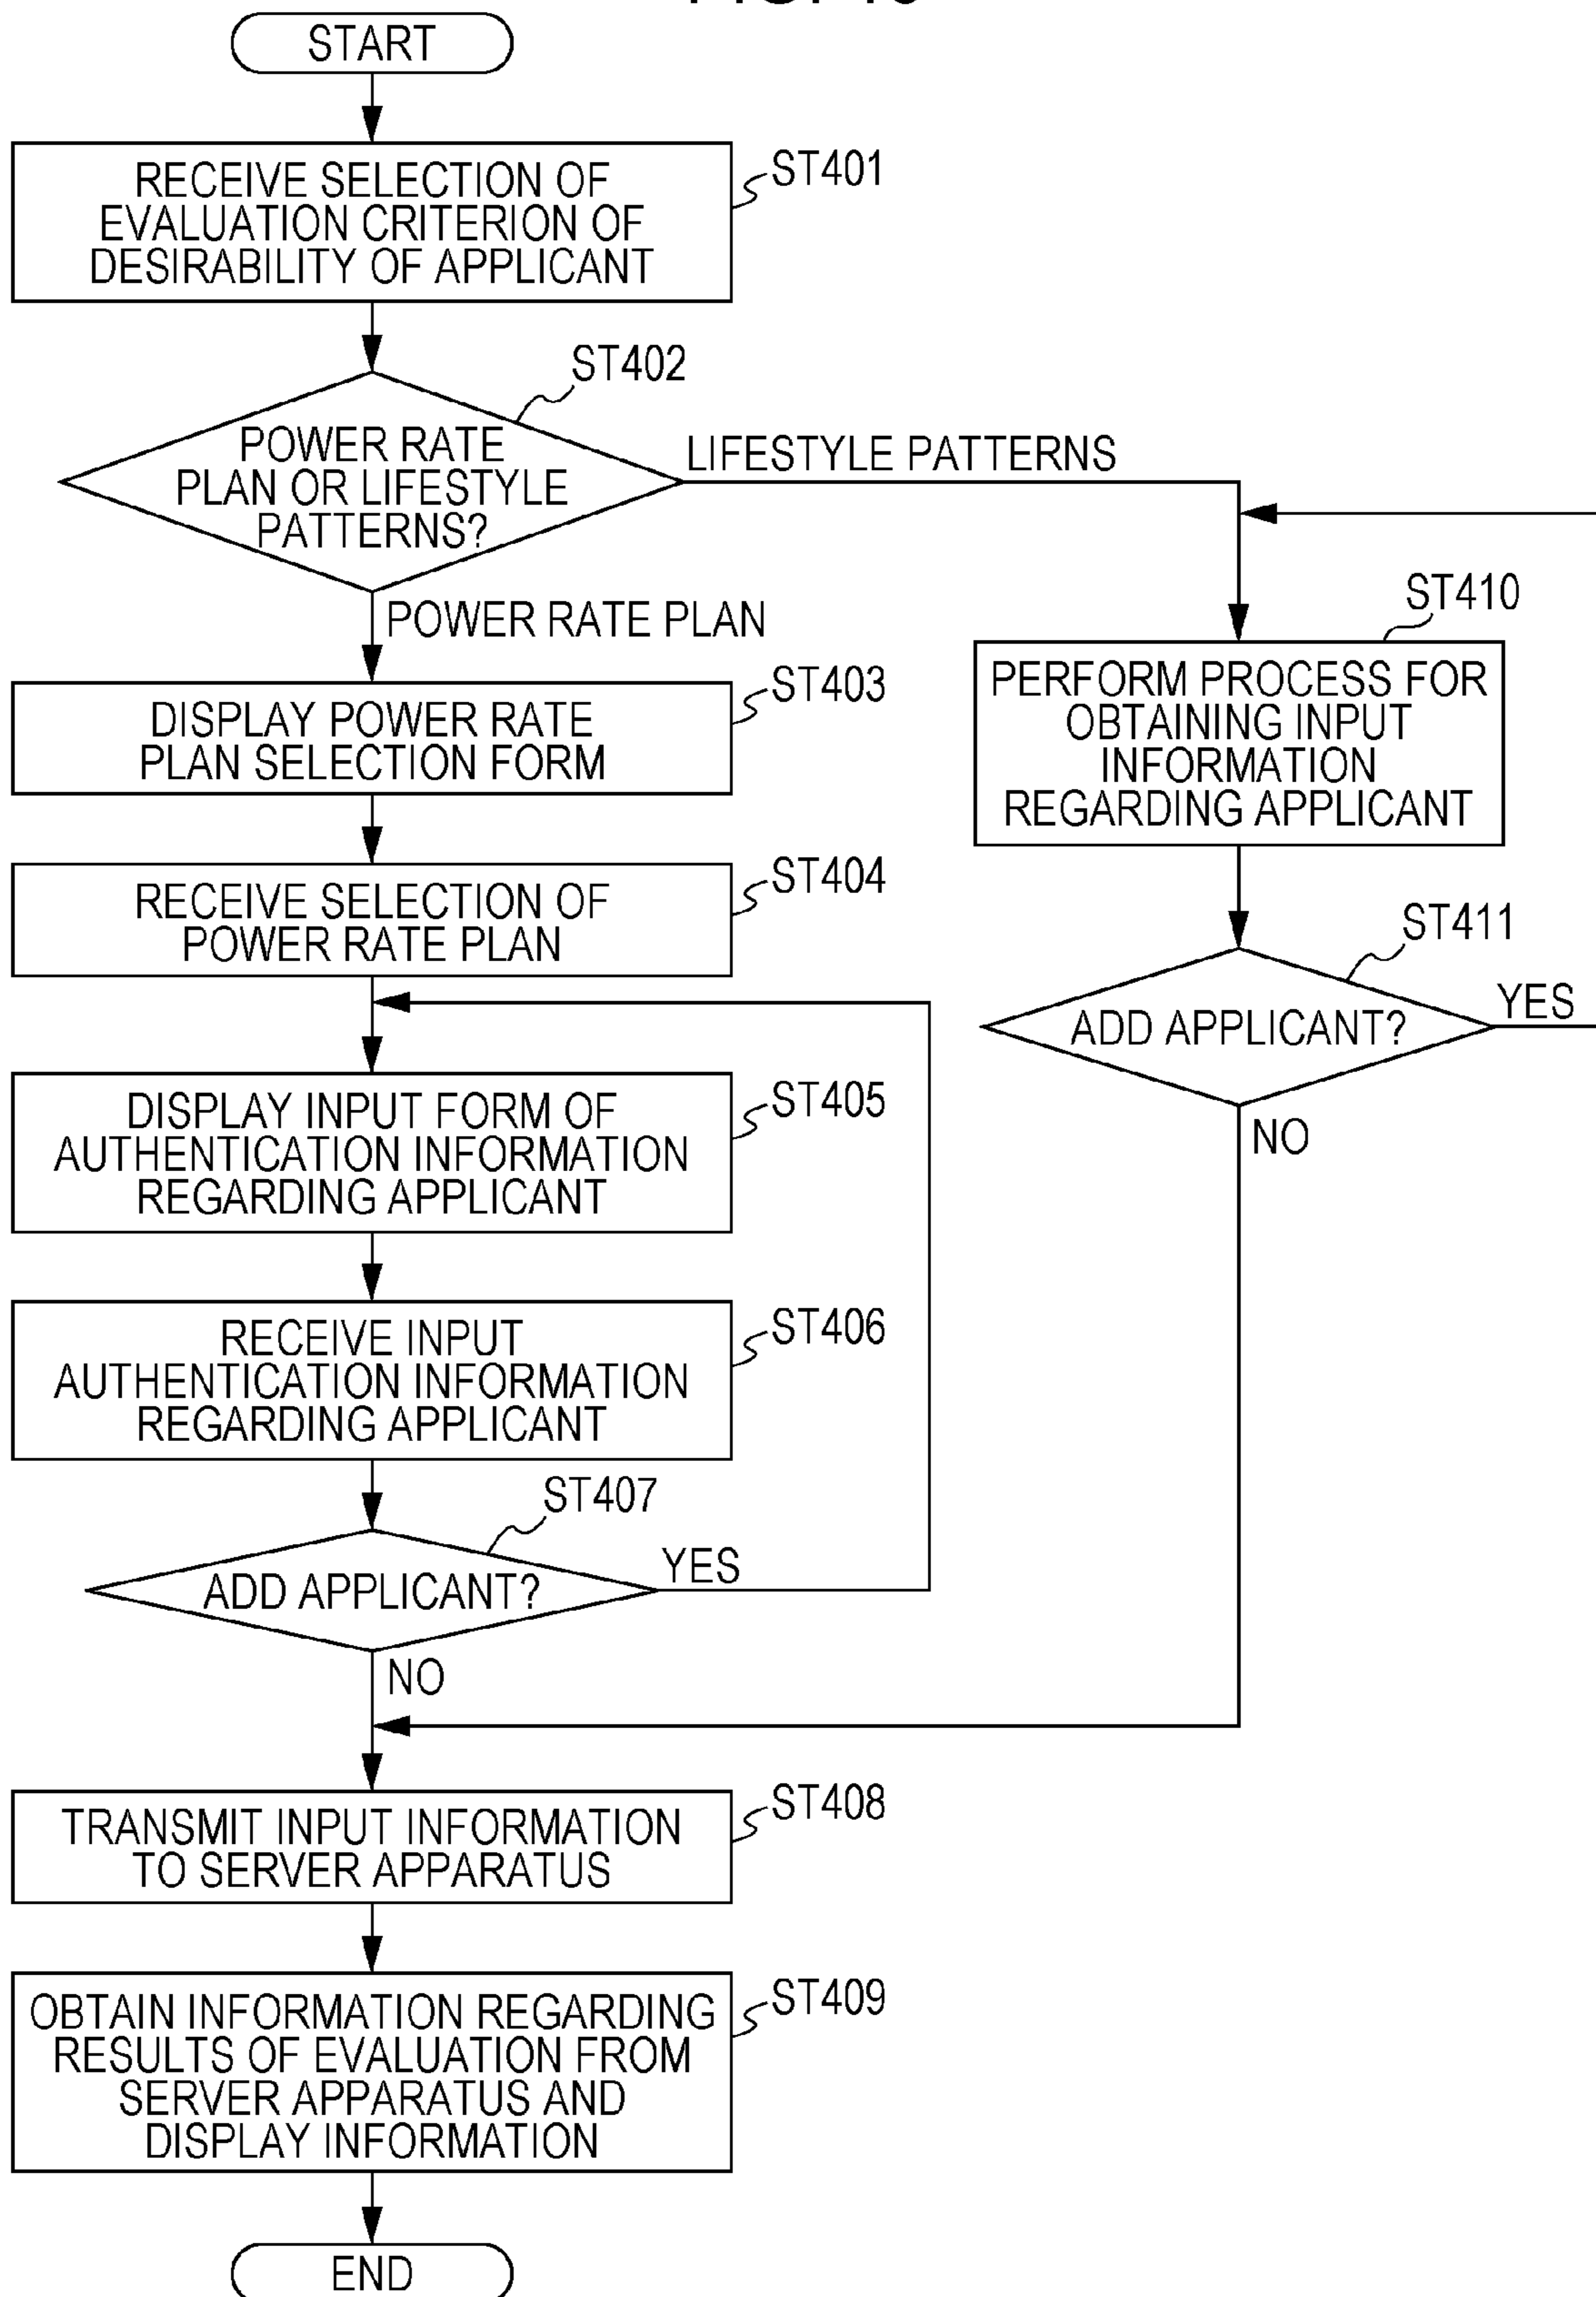 START
RECEIVE SELECTION OF
EVALUATION CRITERION OF
DESIRABILITY OF APPLICANT
ST401
ST402
POWER RATE
PLAN OR LIFESTYLE
PATTERNS?
LIFESTYLE PATTERNS
POWER RATE PLAN
ST403
DISPLAY POWER RATE
PLAN SELECTION FORM
ST404
RECEIVE SELECTION OF
POWER RATE PLAN
ST405
DISPLAY INPUT FORM OF
AUTHENTICATION INFORMATION
REGARDING APPLICANT
ST406
RECEIVE INPUT
AUTHENTICATION INFORMATION
REGARDING APPLICANT
ST407
ADD APPLICANT?
YES
NO
ST410
PERFORM PROCESS FOR
OBTAINING INPUT
INFORMATION
REGARDING APPLICANT
ST411
ADD APPLICANT?
YES
NO
ST408
TRANSMIT INPUT INFORMATION
TO SERVER APPARATUS
ST409
OBTAIN INFORMATION REGARDING
RESULTS OF EVALUATION FROM
SERVER APPARATUS AND
DISPLAY INFORMATION
END